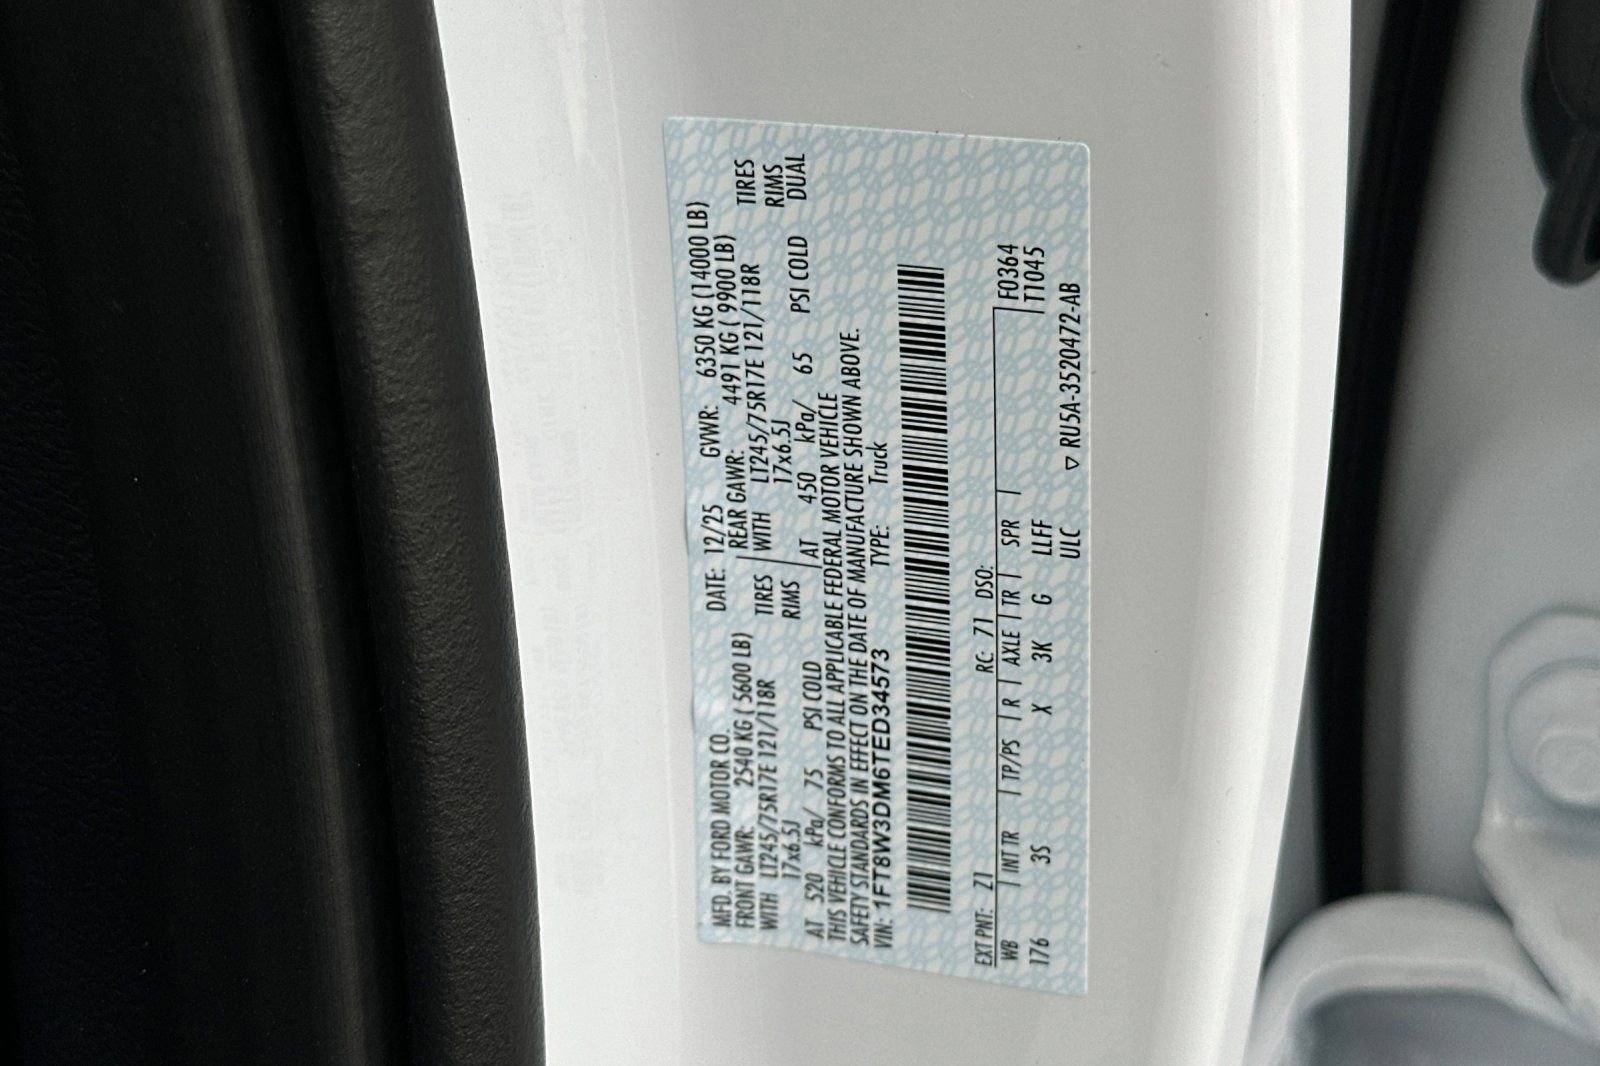 MFD. BY FORD MOTOR CO. DATE: 12/25 GVWR: 6350 KG (14000 LB)
FRONT GAWR: 2540 KG ( 5600 LB) REAR GAWR: 4491 KG ( 9900 LB)
WITH LT245/75R17E 121/118R TIRES WITH LT245/75R17E 121/118R TIRES
17x6.5J RIMS 17x6.5J RIMS
AT 520 kPa/ 75 PSI COLD AT 450 kPa/ 65 PSI COLD DUAL
THIS VEHICLE CONFORMS TO ALL APPLICABLE FEDERAL MOTOR VEHICLE
SAFETY STANDARDS IN EFFECT ON THE DATE OF MANUFACTURE SHOWN ABOVE.
VIN: 1FT8W3DM6TED34573 TYPE: Truck
EXT PNT: Z1 RC: 71 DSO:
WB INT TR TP/PS R AXLE TR SPR F0364
176 3S X 3K G LLFF T1045
ULC ▽ RU5A-3520472-AB